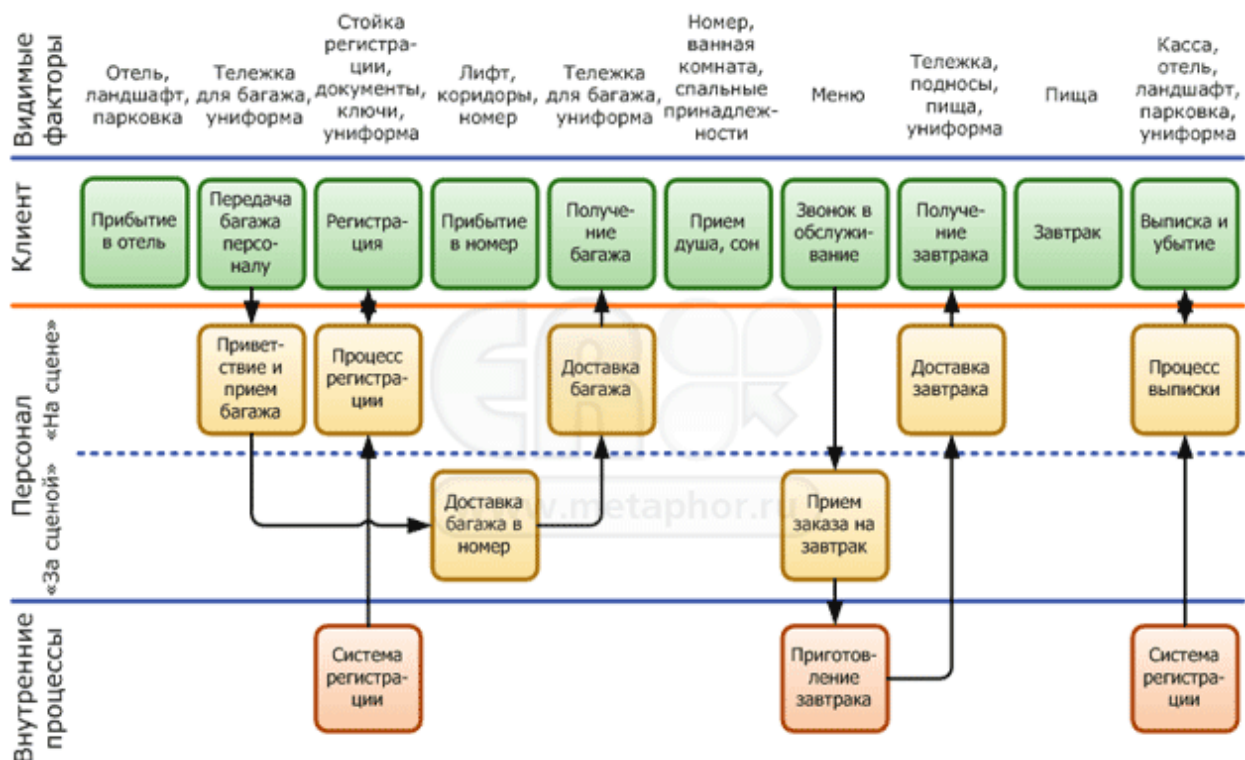 Видимые
факторы
Отель,
ландшафт,
парковка
Тележка
для багажа,
униформа
Стойка
регистра-
ции,
документы,
ключи,
униформа
Лифт,
коридоры,
номер
Тележка
для багажа,
униформа
Номер,
ванная
комната,
спальные
принадлеж-
ности
Меню
Тележка,
подносы,
пища,
униформа
Пища
Касса,
отель,
ландшафт,
парковка,
униформа
Клиент
Прибытие
в отель
Передача
багажа
персо-
налу
Регистра-
ция
Прибытие
в номер
Получе-
ние
багажа
Прием
душа, сон
Звонок в
обслужи-
вание
Получе-
ние
завтрака
Завтрак
Выписка и
убытие
Персонал
«На сцене»
Привет-
ствие и
прием
багажа
Процесс
регистра-
ции
Доставка
багажа
Доставка
завтрака
Процесс
выписки
«За сценой»
Доставка
багажа в
номер
Прием
заказа на
завтрак
www.metaphor.ru
Внутренние
процессы
Система
регистра-
ции
Приготов-
ление
завтрака
Система
регистра-
ции